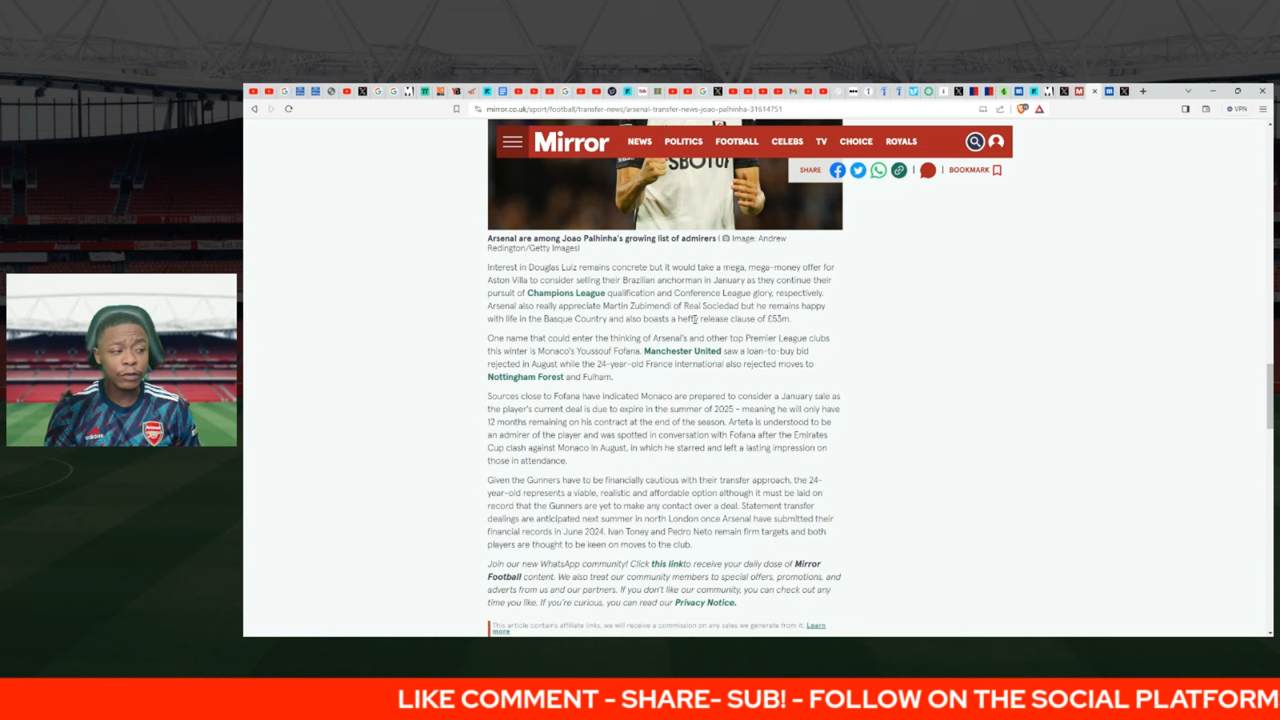 mirror.co.uk/sport/football/transfer-news/arsenal-transfer-news-joao-palhinha-31614751
VPN
Mirror NEWS POLITICS FOOTBALL CELEBS TV CHOICE ROYALS
SHARE BOOKMARK
SBOTO
Arsenal are among Joao Palhinha's growing list of admirers ( Image: Andrew
Redington/Getty Images)
Interest in Douglas Luiz remains concrete but it would take a mega, mega-money offer for
Aston Villa to consider selling their Brazilian anchorman in January as they continue their
pursuit of Champions League qualification and Conference League glory, respectively.
Arsenal also really appreciate Martin Zubimendi of Real Sociedad but he remains happy
with life in the Basque Country and also boasts a hefty release clause of £53m.
One name that could enter the thinking of Arsenal's and other top Premier League clubs
this winter is Monaco's Youssouf Fofana. Manchester United saw a loan-to-buy bid
rejected in August while the 24-year-old France international also rejected moves to
Nottingham Forest and Fulham.
Sources close to Fofana have indicated Monaco are prepared to consider a January sale as
the player's current deal is due to expire in the summer of 2025 - meaning he will only have
12 months remaining on his contract at the end of the season. Arteta is understood to be
an admirer of the player and was spotted in conversation with Fofana after the Emirates
Cup clash against Monaco in August, in which he starred and left a lasting impression on
those in attendance.
Given the Gunners have to be financially cautious with their transfer approach, the 24-
year-old represents a viable, realistic and affordable option although it must be laid on
record that the Gunners are yet to make any contact over a deal. Statement transfer
dealings are anticipated next summer in north London once Arsenal have submitted their
financial records in June 2024. Ivan Toney and Pedro Neto remain firm targets and both
players are thought to be keen on moves to the club.
Join our new WhatsApp community! Click this link to receive your daily dose of Mirror
Football content. We also treat our community members to special offers, promotions, and
adverts from us and our partners. If you don't like our community, you can check out any
time you like. If you're curious, you can read our Privacy Notice.
This article contains affiliate links, we will receive a commission on any sales we generate from it. Learn
more
LIKE COMMENT - SHARE- SUB! - FOLLOW ON THE SOCIAL PLATFORM